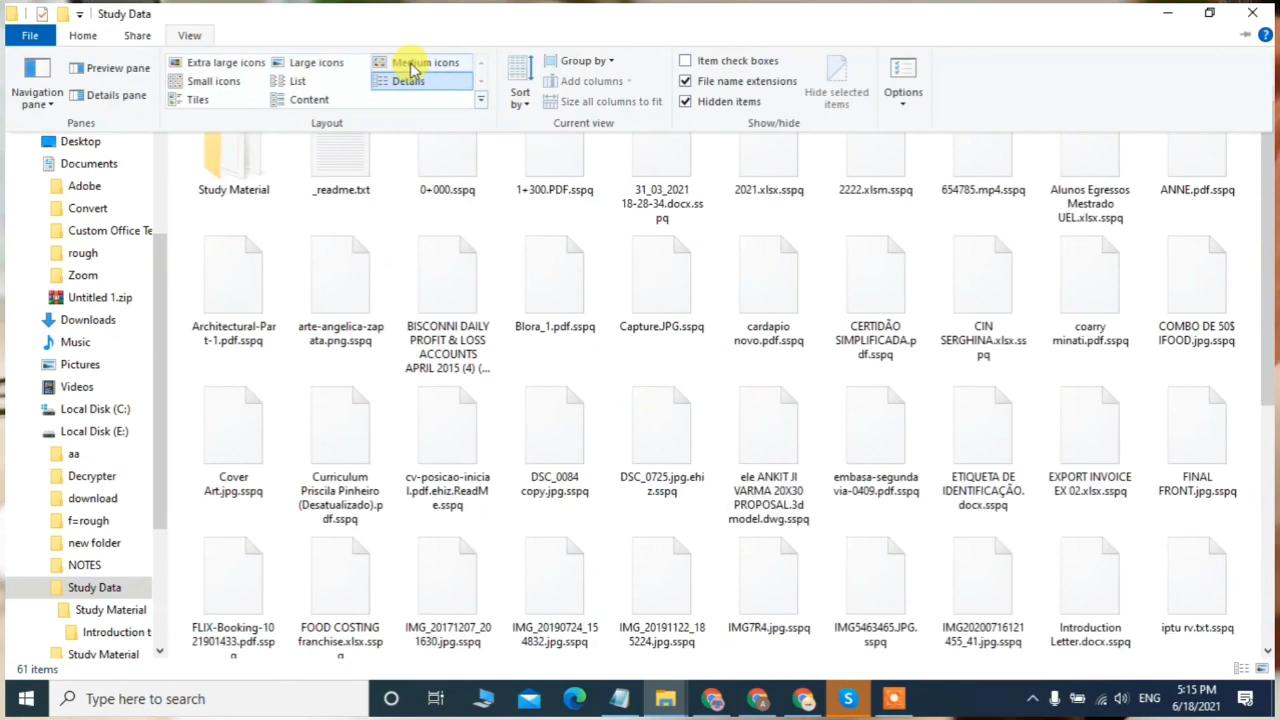 Study Data
File
Home
Share
View
Extra large icons
Large icons
Medium icons
Small icons
List
Details
Tiles
Content
Preview pane
Details pane
Navigation
pane
Panes
Layout
Sort
by
Group by
Add columns
Size all columns to fit
Current view
Item check boxes
File name extensions
Hidden items
Hide selected
items
Show/hide
Options
Desktop
Documents
Adobe
Convert
Custom Office Te
rough
Zoom
Untitled 1.zip
Downloads
Music
Pictures
Videos
Local Disk (C:)
Local Disk (E:)
aa
Decrypter
download
f=rough
new folder
NOTES
Study Data
Study Material
Introduction t
Study Material
Study Material
_readme.txt
0+000.sspq
1+300.PDF.sspq
31_03_2021
18-28-34.docx.ss
pq
2021.xlsx.sspq
2222.xlsm.sspq
654785.mp4.sspq
Alunos Egressos
Mestrado
UEL.xlsx.sspq
ANNE.pdf.sspq
Architectural-Par
t-1.pdf.sspq
arte-angelica-zap
ata.png.sspq
BISCONNI DAILY
PROFIT & LOSS
ACCOUNTS
APRIL 2015 (4) (...
Blora_1.pdf.sspq
CaptureJPG.sspq
cardapio
novo.pdf.sspq
CERTIDÃO
SIMPLIFICADA.p
df.sspq
CIN
SERGHINA.xlsx.ss
pq
coarry
minati.pdf.sspq
COMBO DE 50$
IFOOD.jpg.sspq
Cover
Art.jpg.sspq
Curriculum
Priscila Pinheiro
(Desatualizado).p
df.sspq
cv-posicao-inicia
l.pdf.ehiz.ReadM
e.sspq
DSC_0084
copy.jpg.sspq
DSC_0725.jpg.ehi
z.sspq
ele ANKIT JI
VARMA 20X30
PROPOSAL.3d
model.dwg.sspq
embasa-segunda
via-0409.pdf.sspq
ETIQUETA DE
IDENTIFICAÇÃO.
docx.sspq
EXPORT INVOICE
EX 02.xlsx.sspq
FINAL
FRONT.jpg.sspq
FLIX-Booking-10
21901433.pdf.ssp
q
FOOD COSTING
franchise.xlsx.ssp
q
IMG_20171207_20
1630.jpg.sspq
IMG_20190724_15
4832.jpg.sspq
IMG_20191122_18
5224.jpg.sspq
IMG7R4.jpg.sspq
IMG5463465.JPG.
sspq
IMG20200716121
455_41.jpg.sspq
Introduction
Letter.docx.sspq
iptu rv.txt.sspq
61 items
Type here to search
ENG
5:15 PM
6/18/2021